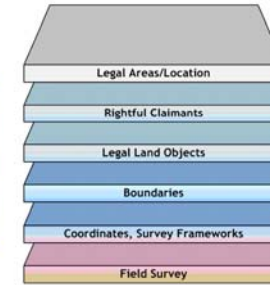 Legal Areas/Location
Rightful Claimants
Legal Land Objects
Boundaries
Coordinates, Survey Frameworks
Field Survey